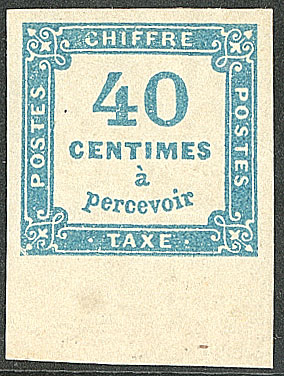 CHIFFRE
POSTES
40
CENTIMES
à
percevoir
POSTES
· TAXE ·